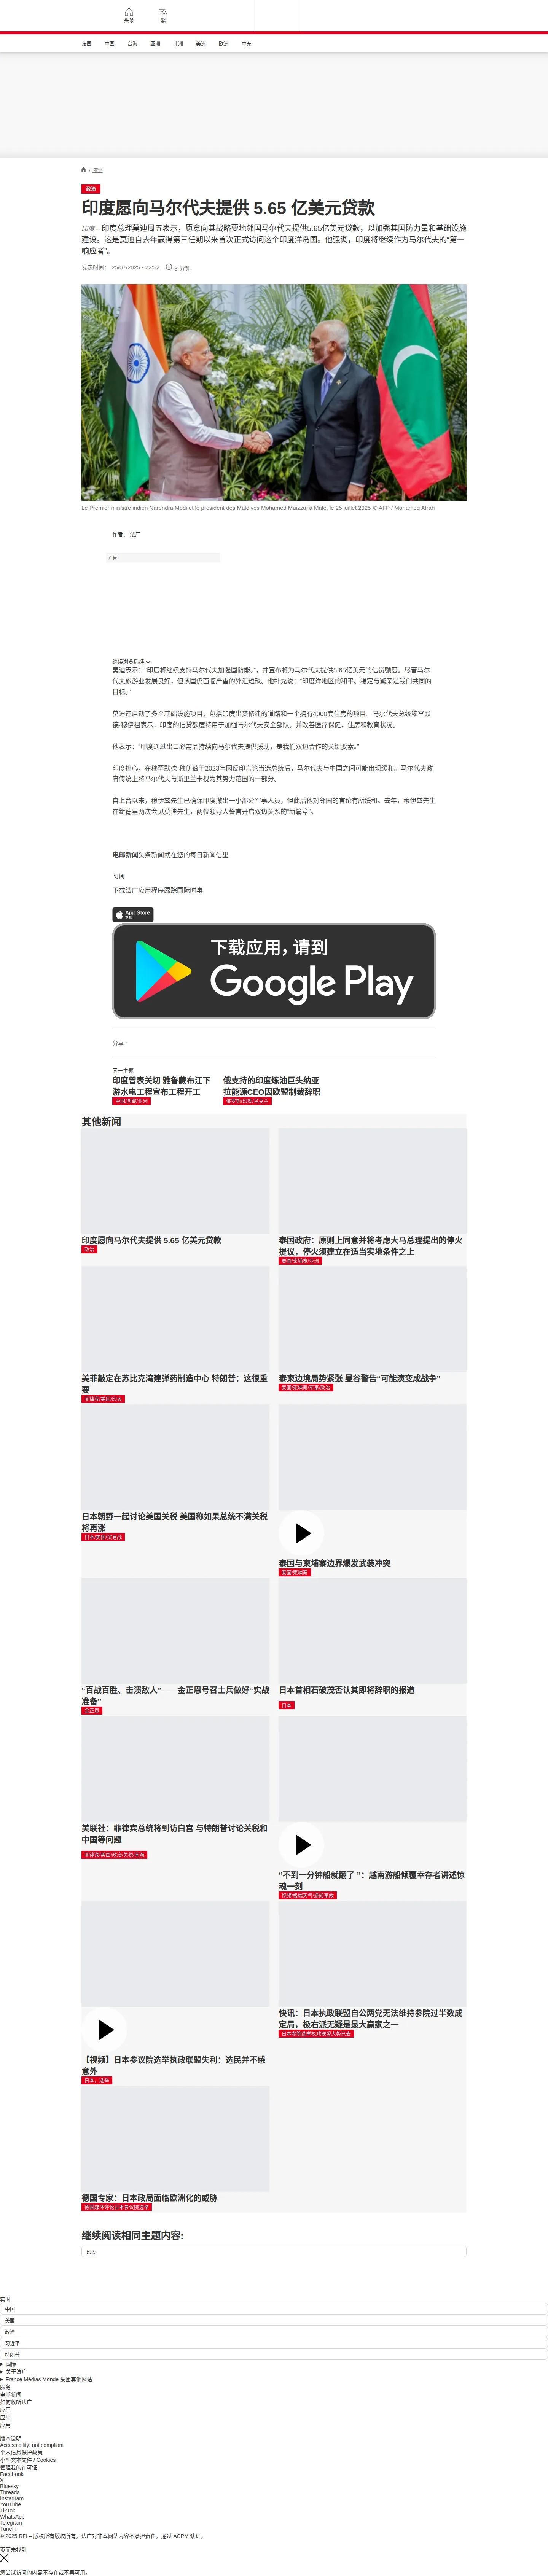 头条
繁
法国
中国
台海
亚洲
非洲
美洲
欧洲
中东
/ 亚洲
政治
印度愿向马尔代夫提供 5.65 亿美元贷款
印度 – 印度总理莫迪周五表示，愿意向其战略要地邻国马尔代夫提供5.65亿美元贷款，以加强其国防力量和基础设施
建设。这是莫迪自去年赢得第三任期以来首次正式访问这个印度洋岛国。他强调，印度将继续作为马尔代夫的“第一
响应者”。
发表时间： 25/07/2025 - 22:52
3 分钟
Le Premier ministre indien Narendra Modi et le président des Maldives Mohamed Muizzu, à Malé, le 25 juillet 2025 © AFP / Mohamed Afrah
作者： 法广
广告
继续浏览后续
莫迪表示：“印度将继续支持马尔代夫加强国防能。”，并宣布将为马尔代夫提供5.65亿美元的信贷额度。尽管马尔
代夫旅游业发展良好，但该国仍面临严重的外汇短缺。他补充说：“印度洋地区的和平、稳定与繁荣是我们共同的
目标。”
莫迪还启动了多个基础设施项目，包括印度出资修建的道路和一个拥有4000套住房的项目。马尔代夫总统穆罕默
德·穆伊祖表示，印度的信贷额度将用于加强马尔代夫安全部队，并改善医疗保健、住房和教育状况。
他表示：“印度通过出口必需品持续向马尔代夫提供援助，是我们双边合作的关键要素。”
印度担心，在穆罕默德·穆伊兹于2023年因反印言论当选总统后，马尔代夫与中国之间可能出现缓和。马尔代夫政
府传统上将马尔代夫与斯里兰卡视为其势力范围的一部分。
自上台以来，穆伊兹先生已确保印度撤出一小部分军事人员，但此后他对邻国的言论有所缓和。去年，穆伊兹先生
在新德里两次会见莫迪先生，两位领导人誓言开启双边关系的“新篇章”。
电邮新闻头条新闻就在您的每日新闻信里
订阅
下载法广应用程序跟踪国际时事
App Store
下载
下载应用，请到
Google Play
分享 :
同一主题
印度曾表关切 雅鲁藏布江下
游水电工程宣布工程开工
中国/西藏/亚洲
俄支持的印度炼油巨头纳亚
拉能源CEO因欧盟制裁辞职
俄罗斯/印度/乌克兰
其他新闻
印度愿向马尔代夫提供 5.65 亿美元贷款
政治
泰国政府：原则上同意并将考虑大马总理提出的停火
提议，停火须建立在适当实地条件之上
泰国/柬埔寨/亚洲
美菲敲定在苏比克湾建弹药制造中心 特朗普：这很重
要
菲律宾/美国/印太
泰柬边境局势紧张 曼谷警告“可能演变成战争”
泰国/柬埔寨/军事/政治
日本朝野一起讨论美国关税 美国称如果总统不满关税
将再涨
日本/美国/贸易战
泰国与柬埔寨边界爆发武装冲突
泰国/柬埔寨
“百战百胜、击溃敌人”——金正恩号召士兵做好“实战
准备”
金正恩
日本首相石破茂否认其即将辞职的报道
日本
美联社：菲律宾总统将到访白宫 与特朗普讨论关税和
中国等问题
菲律宾/美国/政治/关税/南海
“不到一分钟船就翻了 ”：越南游船倾覆幸存者讲述惊
魂一刻
视频/极端天气/游船事故
【视频】日本参议院选举执政联盟失利：选民并不感
意外
日本，选举
快讯：日本执政联盟自公两党无法维持参院过半数成
定局，极右派无疑是最大赢家之一
日本参院选举执政联盟大势已去
德国专家：日本政局面临欧洲化的威胁
德国媒体评论日本参议院选举
继续阅读相同主题内容:
印度
实时
中国
美国
政治
习近平
特朗普
国际
关于法广
France Médias Monde 集团其他网站
服务
电邮新闻
如何收听法广
应用
应用
应用
版本说明
Accessibility: not compliant
个人信息保护政策
小型文本文件 / Cookies
管理我的许可证
Facebook
X
Bluesky
Threads
Instagram
YouTube
TikTok
WhatsApp
Telegram
TuneIn
© 2025 RFI – 版权所有版权所有。法广对非本网站内容不承担责任。通过 ACPM 认证。
页面未找到
您尝试访问的内容不存在或不再可用。